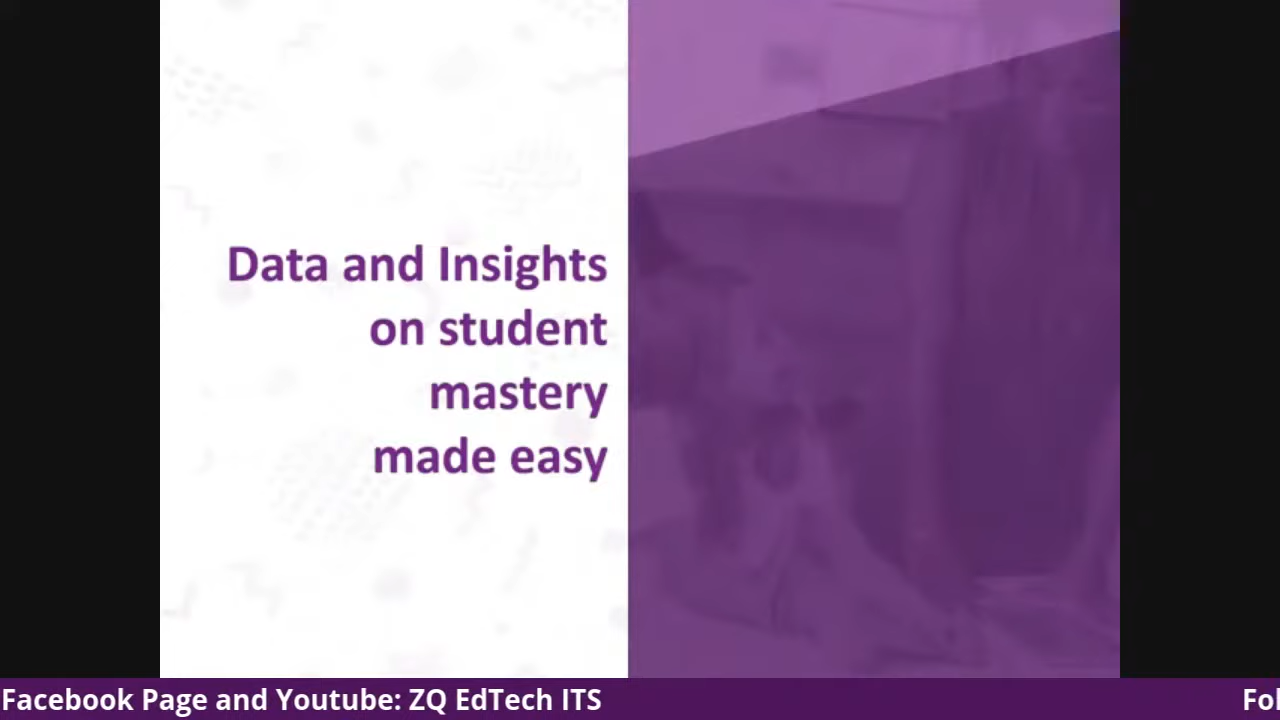 Data and Insights
on student
mastery
made easy
Facebook Page and Youtube: ZQ EdTech ITS